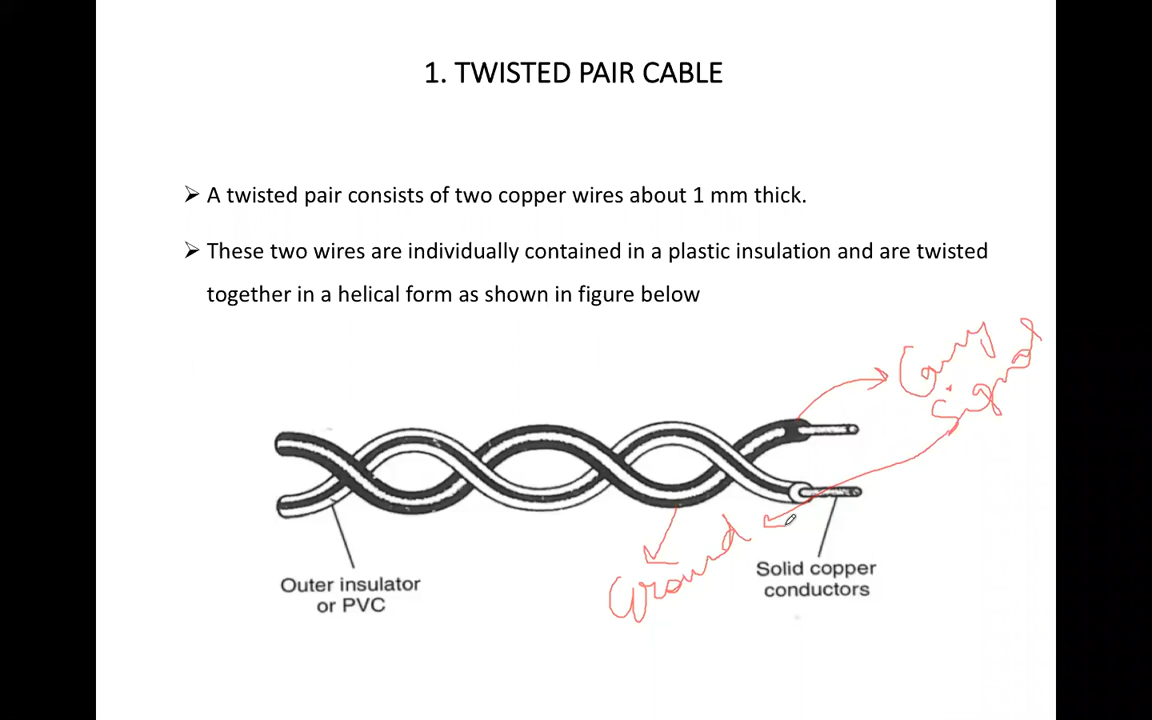 1. TWISTED PAIR CABLE
➢ A twisted pair consists of two copper wires about 1 mm thick.
➢ These two wires are individually contained in a plastic insulation and are twisted
together in a helical form as shown in figure below
Carry
Signal
Ground
Outer insulator
or PVC
Solid copper
conductors